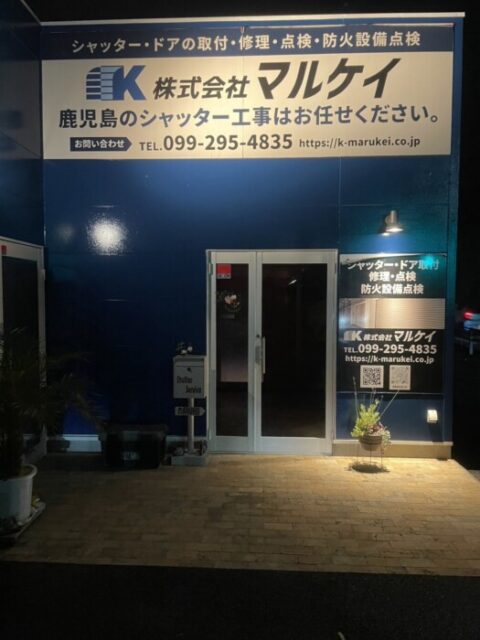 シャッター・ドアの取付・修理・点検・防火設備点検
K 株式会社 マルケイ
鹿児島のシャッター工事はお任せください。
お問い合わせ TEL.099-295-4835 https://k-marukei.co.jp
シャッター・ドア取付
修理・点検
防火設備点検
K 株式会社 マルケイ
TEL.099-295-4835
https://k-marukei.co.jp
Shutter
Service